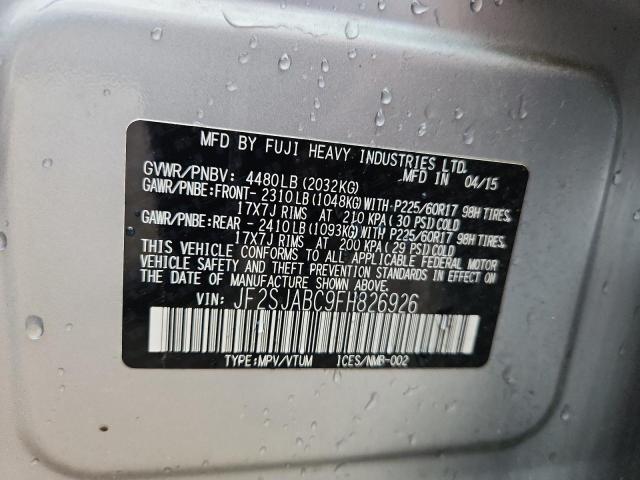 MFD BY FUJI HEAVY INDUSTRIES LTD.
MFD IN 04/15
GVWR/PNBV: 4480LB(2032KG)
GAWR/PNBE:FRONT- 2310LB(1048KG)WITH P225/60R17 98H TIRES,
17X7J RIMS AT 210 KPA(30 PSI)COLD
GAWR/PNBE:REAR - 2410LB(1093KG)WITH P225/60R17 98H TIRES,
17X7J RIMS AT 200 KPA(29 PSI)COLD
THIS VEHICLE CONFORMS TO ALL APPLICABLE FEDERAL MOTOR
VEHICLE SAFETY AND THEFT PREVENTION STANDARDS IN EFFECT ON
THE DATE OF MANUFACTURE SHOWN ABOVE.
VIN: JF2SJABC9FH826926
TYPE:MPV/VTUM ICES/NMB-002